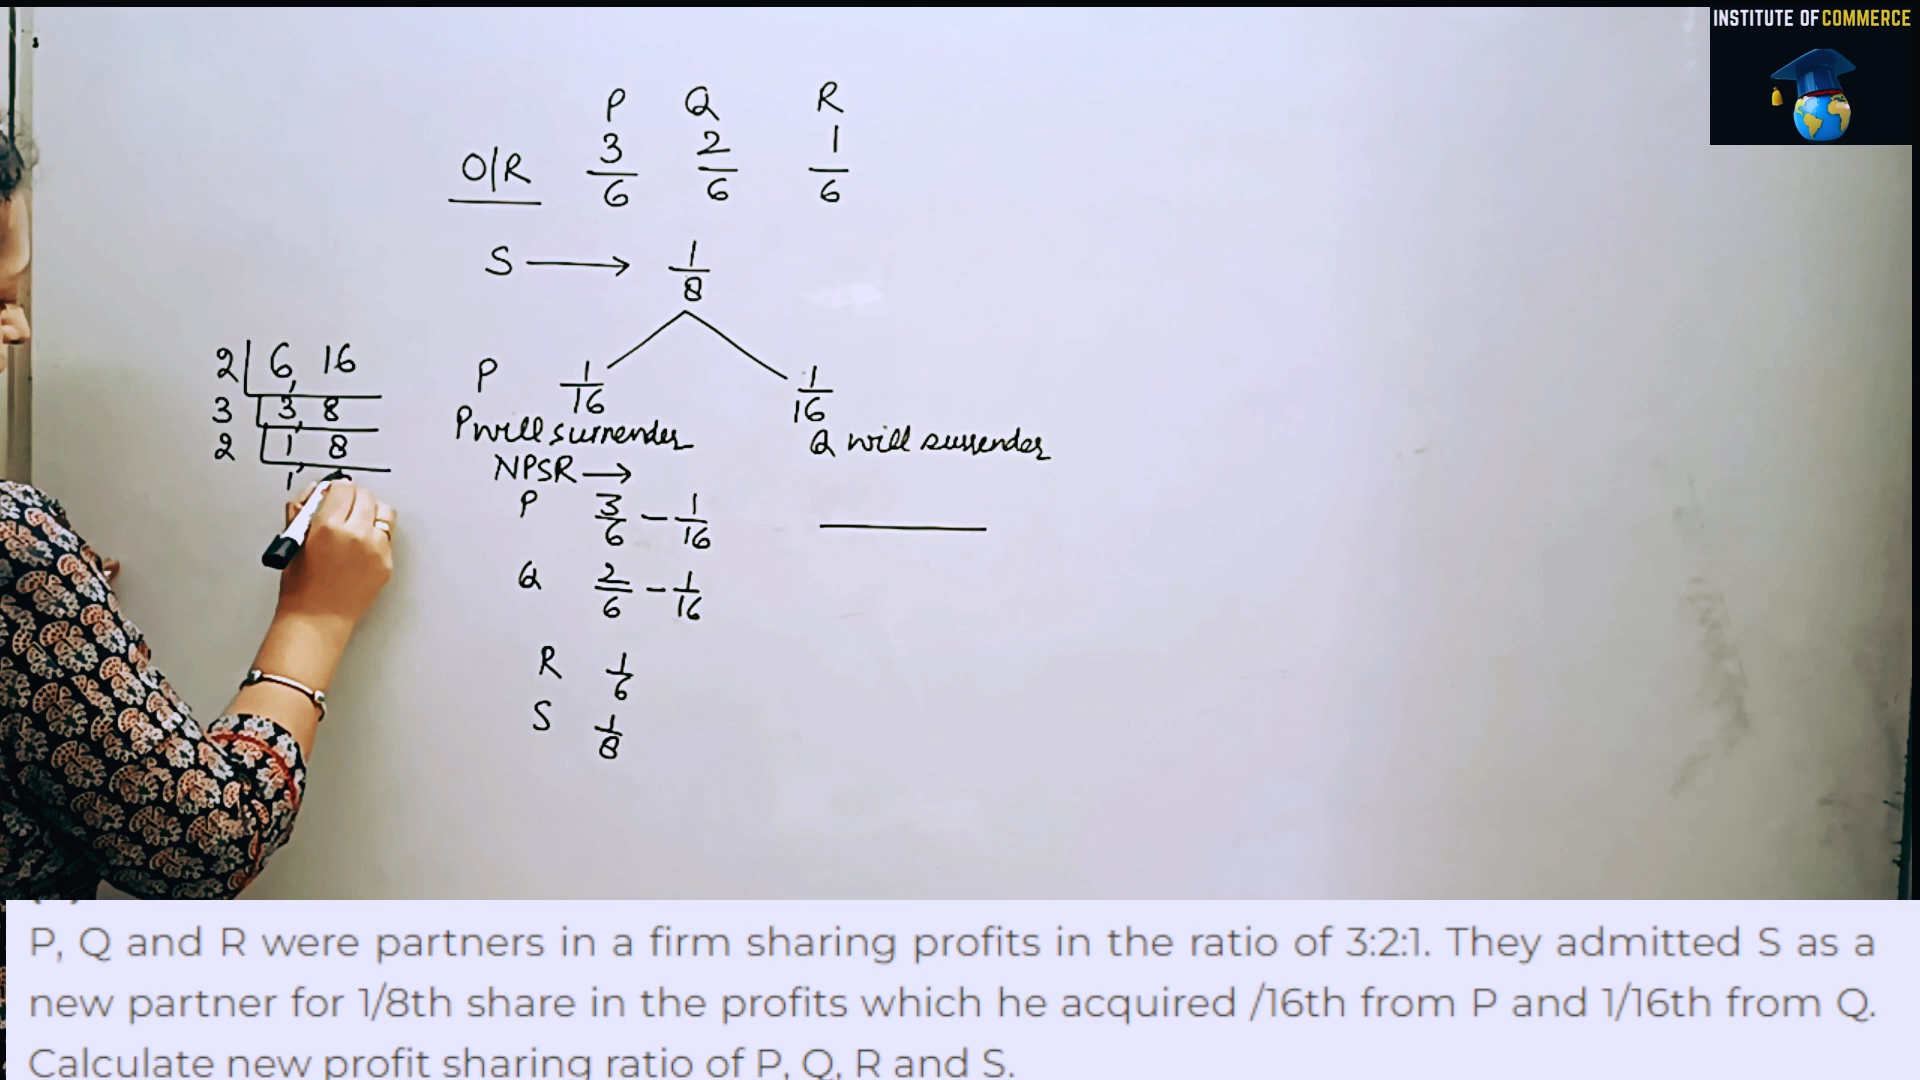 INSTITUTE OF COMMERCE
P Q R
O/R 3/6 2/6 1/6
S → 1/8
2 6, 16
3 3, 8
2 1, 8
1,
P 1/16 1/16
P will surrender Q will surrender
NPSR →
P 3/6 - 1/16
Q 2/6 - 1/16
R 1/6
S 1/8
P, Q and R were partners in a firm sharing profits in the ratio of 3:2:1. They admitted S as a
new partner for 1/8th share in the profits which he acquired /16th from P and 1/16th from Q.
Calculate new profit sharing ratio of P, Q, R and S.